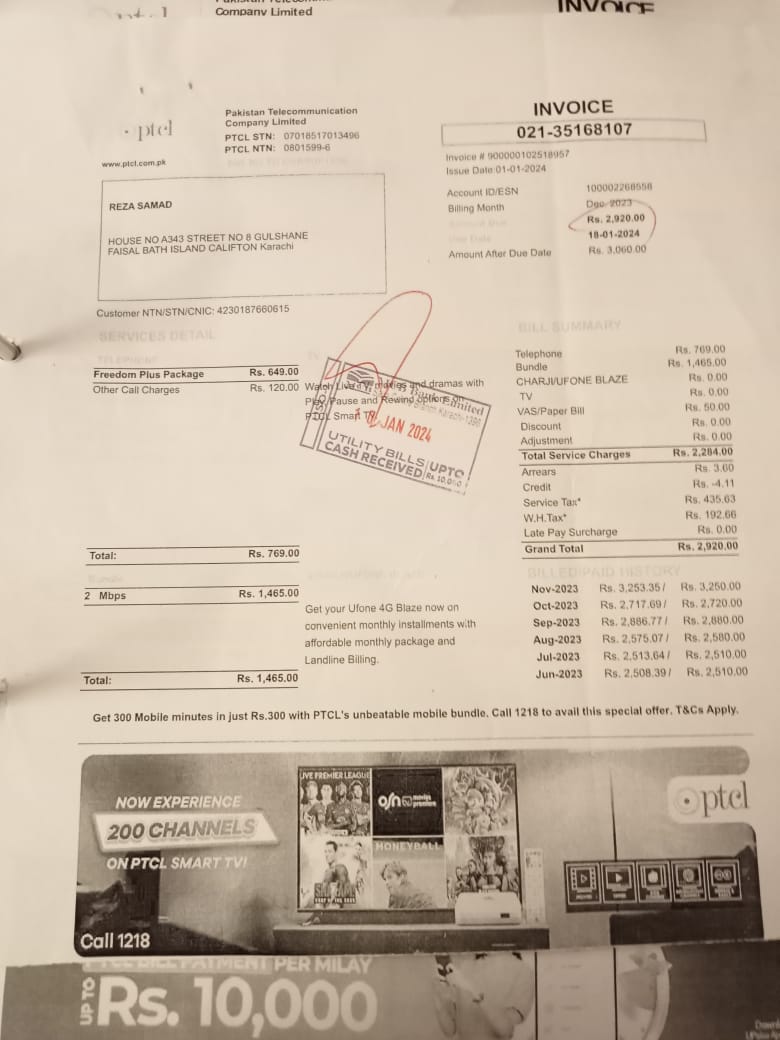 Company Limited
INVOICE
ptcl
www.ptcl.com.pk
Pakistan Telecommunication
Company Limited
PTCL STN: 07018517013496
PTCL NTN: 0801599-6
INVOICE
021-35168107
Invoice # 900000102518957
Issue Date:01-01-2024
Account ID/ESN 100002268558
Billing Month Dec-2023
Rs. 2,920.00
Due Date 18-01-2024
Amount After Due Date Rs. 3,060.00
REZA SAMAD
HOUSE NO A343 STREET NO 8 GULSHANE
FAISAL BATH ISLAND CALIFTON Karachi
Customer NTN/STN/CNIC: 4230187660615
SERVICES DETAIL
TELEPHONE
Freedom Plus Package Rs. 649.00
Other Call Charges Rs. 120.00
Total: Rs. 769.00
Bundle
2 Mbps Rs. 1,465.00
Total: Rs. 1,465.00
Watch Live TV, movies and dramas with
Play, Pause and Rewind options on
PTCL Smart TV
Limited
Karachi
18 JAN 2024
UTILITY BILLS UPTO
CASH RECEIVED Rs. 10,000
Get your Ufone 4G Blaze now on
convenient monthly installments with
affordable monthly package and
Landline Billing.
BILL SUMMARY
Telephone Rs. 769.00
Bundle Rs. 1,465.00
CHARJI/UFONE BLAZE Rs. 0.00
TV Rs. 0.00
VAS/Paper Bill Rs. 50.00
Discount Rs. 0.00
Adjustment Rs. 0.00
Total Service Charges Rs. 2,284.00
Arrears Rs. 3.60
Credit Rs. -4.11
Service Tax* Rs. 435.63
W.H.Tax* Rs. 192.66
Late Pay Surcharge Rs. 0.00
Grand Total Rs. 2,920.00
BILLED/PAID HISTORY
Nov-2023 Rs. 3,253.35/ Rs. 3,250.00
Oct-2023 Rs. 2,717.69/ Rs. 2,720.00
Sep-2023 Rs. 2,886.77/ Rs. 2,880.00
Aug-2023 Rs. 2,575.07/ Rs. 2,580.00
Jul-2023 Rs. 2,513.64/ Rs. 2,510.00
Jun-2023 Rs. 2,508.39/ Rs. 2,510.00
Get 300 Mobile minutes in just Rs.300 with PTCL's unbeatable mobile bundle. Call 1218 to avail this special offer. T&Cs Apply.
NOW EXPERIENCE
200 CHANNELS
ON PTCL SMART TV!
Call 1218
LIVE PREMIER LEAGUE
osn movies premiere
MONEYBALL
ptcl
BILL PAYMENT PER MILAY
UP TO
Rs. 10,000